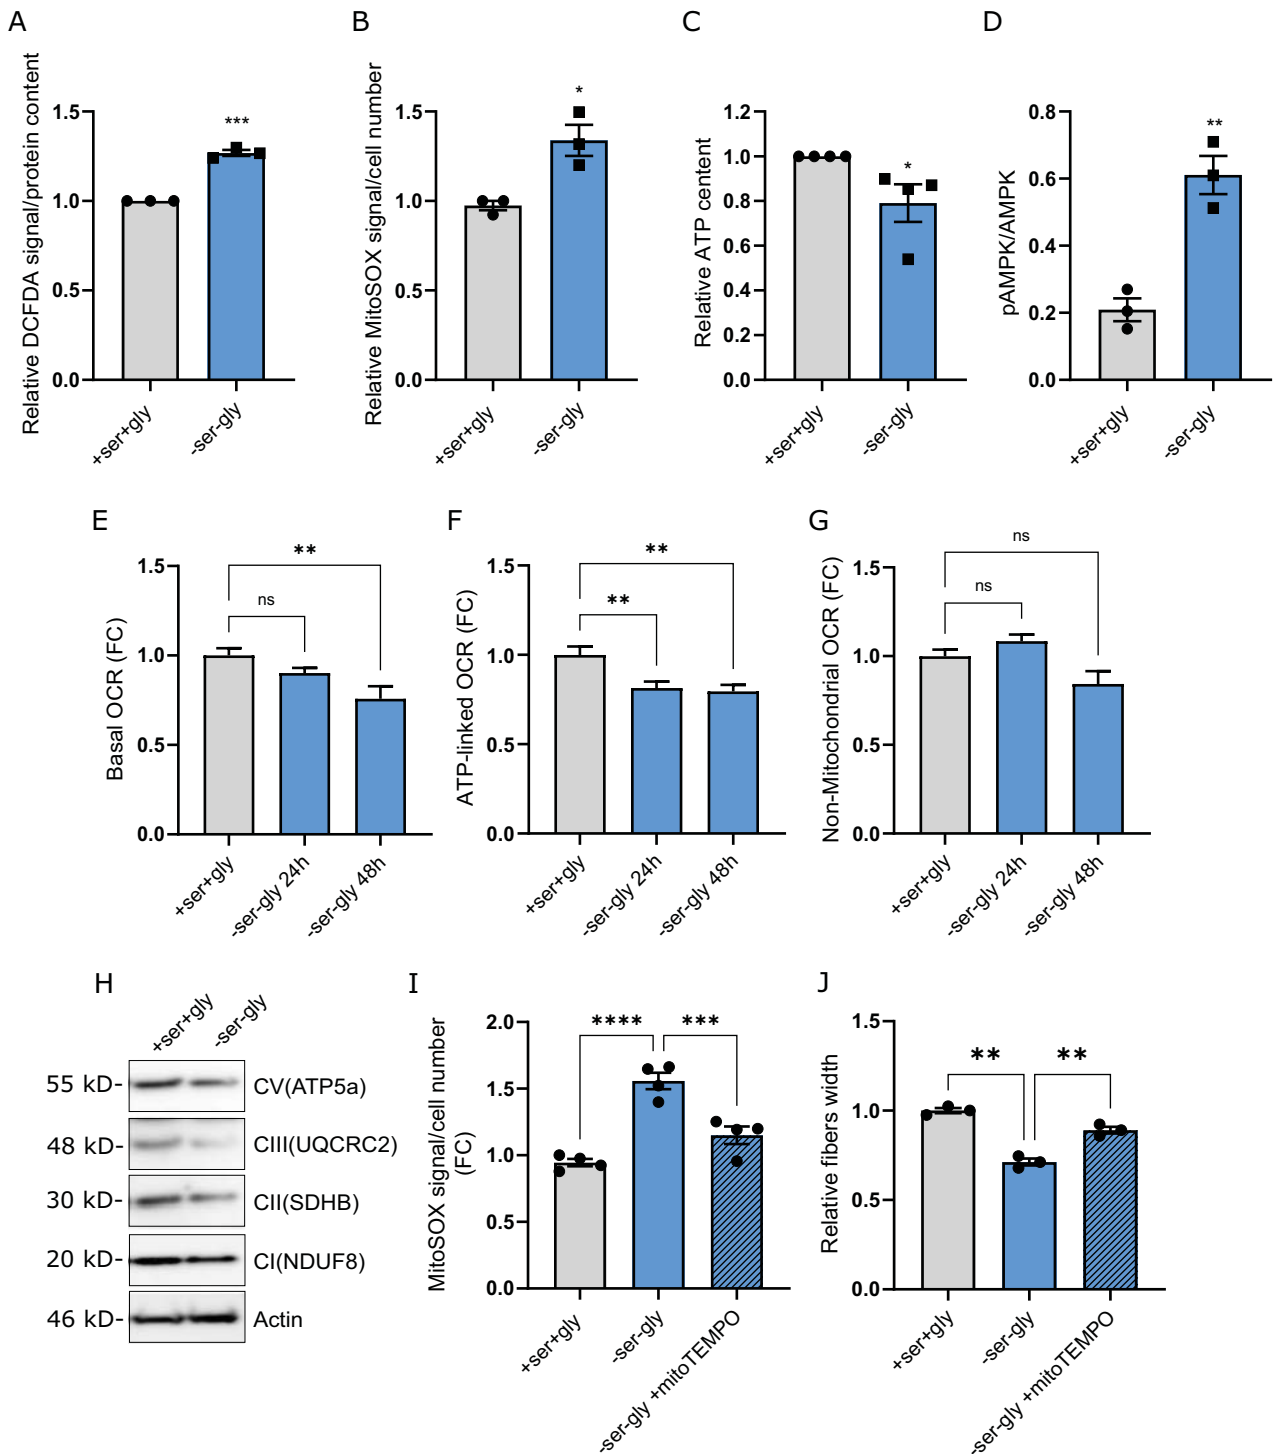 A
Relative DCFDA signal/protein content
1.5
1.0
0.5
0.0
***
+ser+gly
-ser-gly
B
Relative MitoSOX signal/cell number
1.5
1.0
0.5
0.0
*
+ser+gly
-ser-gly
C
Relative ATP centent
1.2
1.0
0.8
0.6
0.4
0.2
0.0
*
+ser+gly
-ser-gly
D
pAMPK/AMPK
0.8
0.6
0.4
0.2
0.0
**
+ser+gly
-ser-gly
E
Basal OCR (FC)
1.5
1.0
0.5
0.0
**
ns
+ser+gly
-ser-gly 24h
-ser-gly 48h
F
ATP-linked OCR (FC)
1.5
1.0
0.5
0.0
**
**
+ser+gly
-ser-gly 24h
-ser-gly 48h
G
Non-Mitochondrial OCR (FC)
1.5
1.0
0.5
0.0
ns
ns
+ser+gly
-ser-gly 24h
-ser-gly 48h
H
+ser+gly
-ser-gly
55 kD- CV(ATP5a)
48 kD- CIII(UQCRC2)
30 kD- CII(SDHB)
20 kD- CI(NDUF8)
46 kD- Actin
I
MitoSOX signal/cell number
(FC)
2.0
1.5
1.0
0.5
0.0
****
***
+ser+gly
-ser-gly
-ser-gly +mitoTEMPO
J
Relative fibers width
1.5
1.0
0.5
0.0
**
**
+ser+gly
-ser-gly
-ser-gly +mitoTEMPO